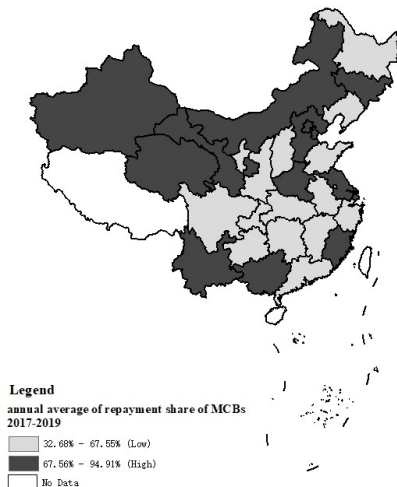 Legend
annual average of repayment share of MCBs
2017-2019
32.68% - 67.55% (Low)
67.56% - 94.91% (High)
No Data